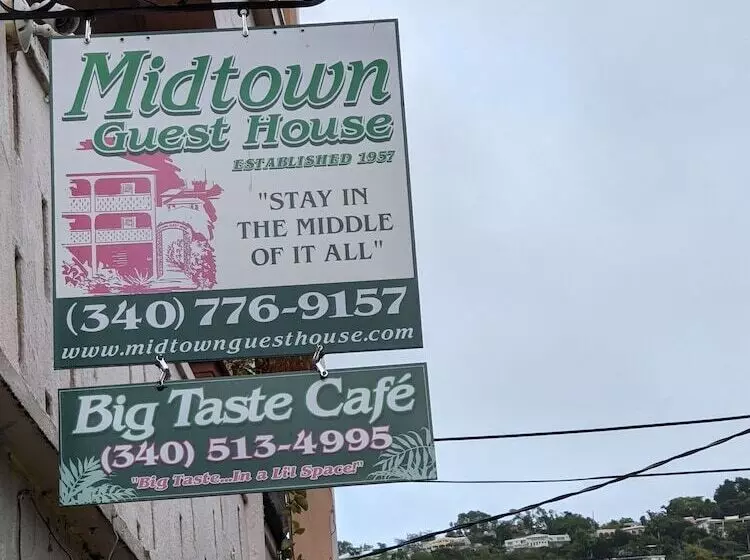 Midtown
Guest House
ESTABLISHED 1957
"STAY IN
THE MIDDLE
OF IT ALL"
(340) 776-9157
www.midtownguesthouse.com
Big Taste Café
(340) 513-4995
"Big Taste...In a Li'l Space!"